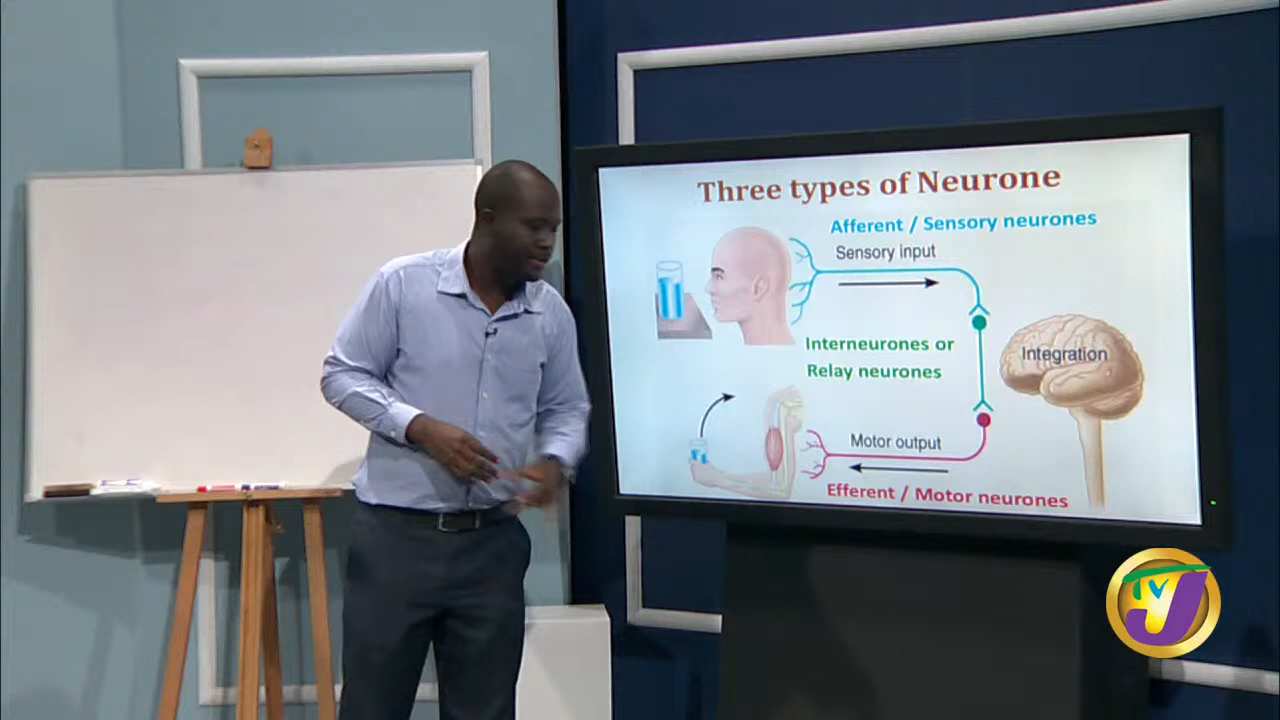 Three types of Neurone
Afferent / Sensory neurones
Sensory input
Interneurones or
Relay neurones
Integration
Motor output
Efferent / Motor neurones
TVJ